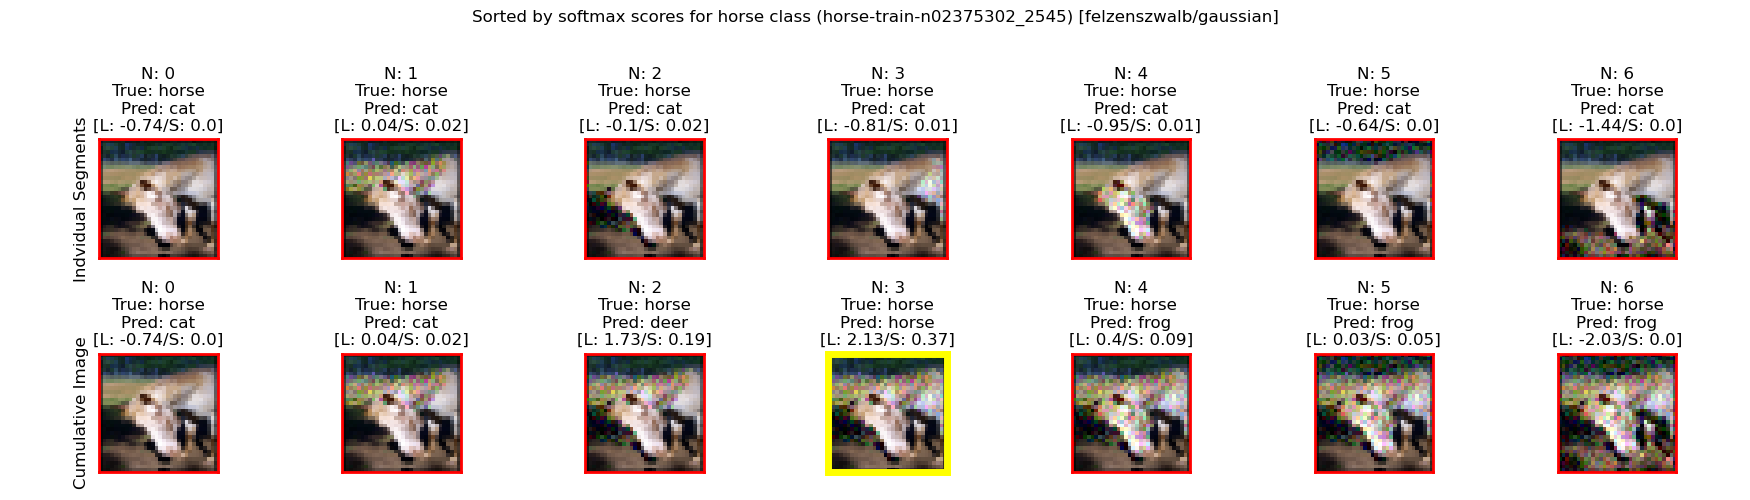 Sorted by softmax scores for horse class (horse-train-n02375302_2545) [felzenszwalb/gaussian]
Indvidual Segments
N: 0
True: horse
Pred: cat
[L: -0.74/S: 0.0]
N: 1
True: horse
Pred: cat
[L: 0.04/S: 0.02]
N: 2
True: horse
Pred: cat
[L: -0.1/S: 0.02]
N: 3
True: horse
Pred: cat
[L: -0.81/S: 0.01]
N: 4
True: horse
Pred: cat
[L: -0.95/S: 0.01]
N: 5
True: horse
Pred: cat
[L: -0.64/S: 0.0]
N: 6
True: horse
Pred: cat
[L: -1.44/S: 0.0]
Cumulative Image
N: 0
True: horse
Pred: cat
[L: -0.74/S: 0.0]
N: 1
True: horse
Pred: cat
[L: 0.04/S: 0.02]
N: 2
True: horse
Pred: deer
[L: 1.73/S: 0.19]
N: 3
True: horse
Pred: horse
[L: 2.13/S: 0.37]
N: 4
True: horse
Pred: frog
[L: 0.4/S: 0.09]
N: 5
True: horse
Pred: frog
[L: 0.03/S: 0.05]
N: 6
True: horse
Pred: frog
[L: -2.03/S: 0.0]